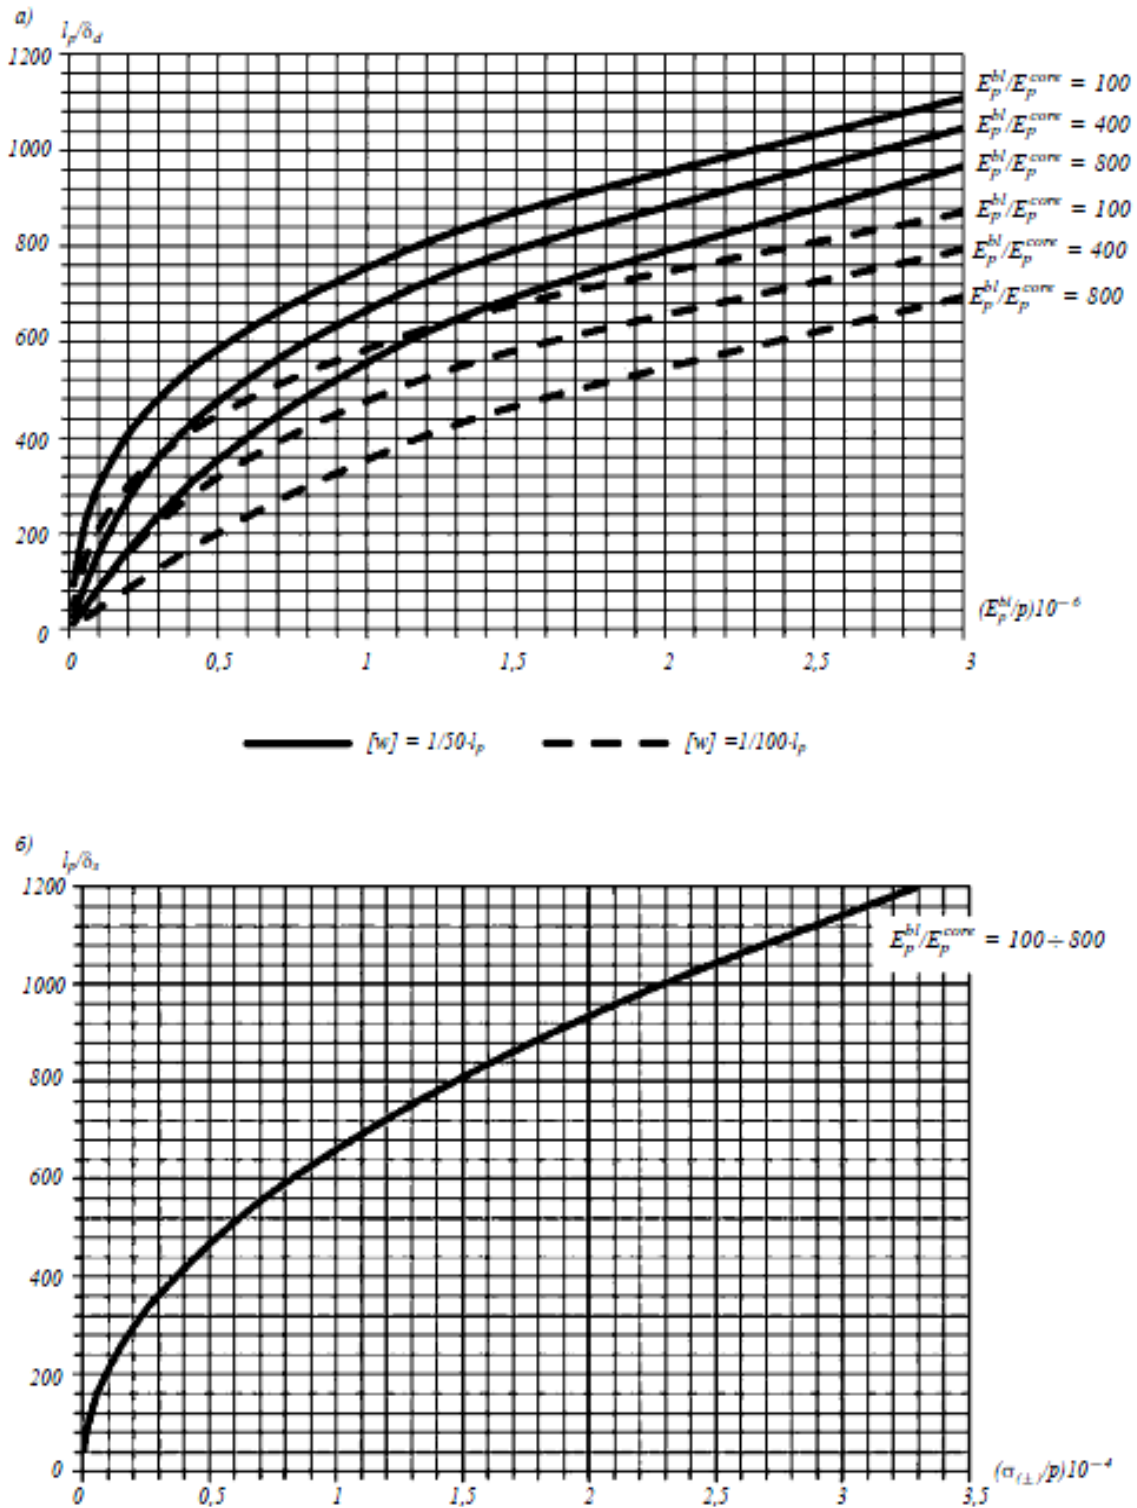 а)
l_p/δ_d
1200
1000
800
600
400
200
0
E_p^{bl}/E_p^{core} = 100
E_p^{bl}/E_p^{core} = 400
E_p^{bl}/E_p^{core} = 800
E_p^{bl}/E_p^{core} = 100
E_p^{bl}/E_p^{core} = 400
E_p^{bl}/E_p^{core} = 800
(E_p^{bl}/p)10^{-6}
0 0,5 1 1,5 2 2,5 3
[w] = 1/50·l_p [w] =1/100·l_p
б)
l_p/δ_s
1200
1000
800
600
400
200
0
E_p^{bl}/E_p^{core} = 100÷800
(σ_{(±)}/p)10^{-4}
0 0,5 1 1,5 2 2,5 3 3,5